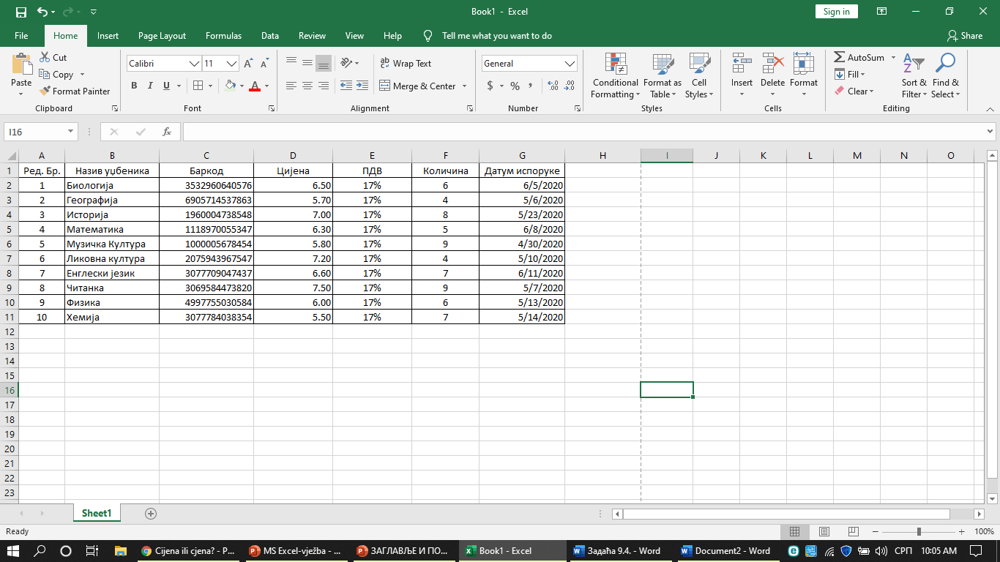 Book1 - Excel
Sign in
File Home Insert Page Layout Formulas Data Review View Help Tell me what you want to do Share
Paste Cut Copy Format Painter Clipboard
Calibri 11 A A B I U A Font
Wrap Text Merge & Center Alignment
General $ % , Number
Conditional Formatting Format as Table Cell Styles Styles
Insert Delete Format Cells
AutoSum Fill Clear Sort & Filter Find & Select Editing
I16 fx
A B C D E F G H I J K L M N O
1 Ред. Бр. Назив уџбеника Баркод Цијена ПДВ Количина Датум испоруке
2 1 Биологија 3532960640576 6.50 17% 6 6/5/2020
3 2 Географија 6905714537863 5.70 17% 4 5/6/2020
4 3 Историја 1960004738548 7.00 17% 8 5/23/2020
5 4 Математика 1118970055347 6.30 17% 5 6/8/2020
6 5 Музичка Култура 1000005678454 5.80 17% 9 4/30/2020
7 6 Ликовна култура 2075943967547 7.20 17% 4 5/10/2020
8 7 Енглески језик 3077709047437 6.60 17% 7 6/11/2020
9 8 Читанка 3069584473820 7.50 17% 9 5/7/2020
10 9 Физика 4997755030584 6.00 17% 6 5/13/2020
11 10 Хемија 3077784038354 5.50 17% 7 5/14/2020
12
13
14
15
16
17
18
19
20
21
22
23
Sheet1
Ready 100%
Cijena ili cjena? - P... MS Excel-vježba - ... ЗАГЛАВЉЕ И ПО... Book1 - Excel Задаћа 9.4. - Word Document2 - Word СРП 10:05 AM